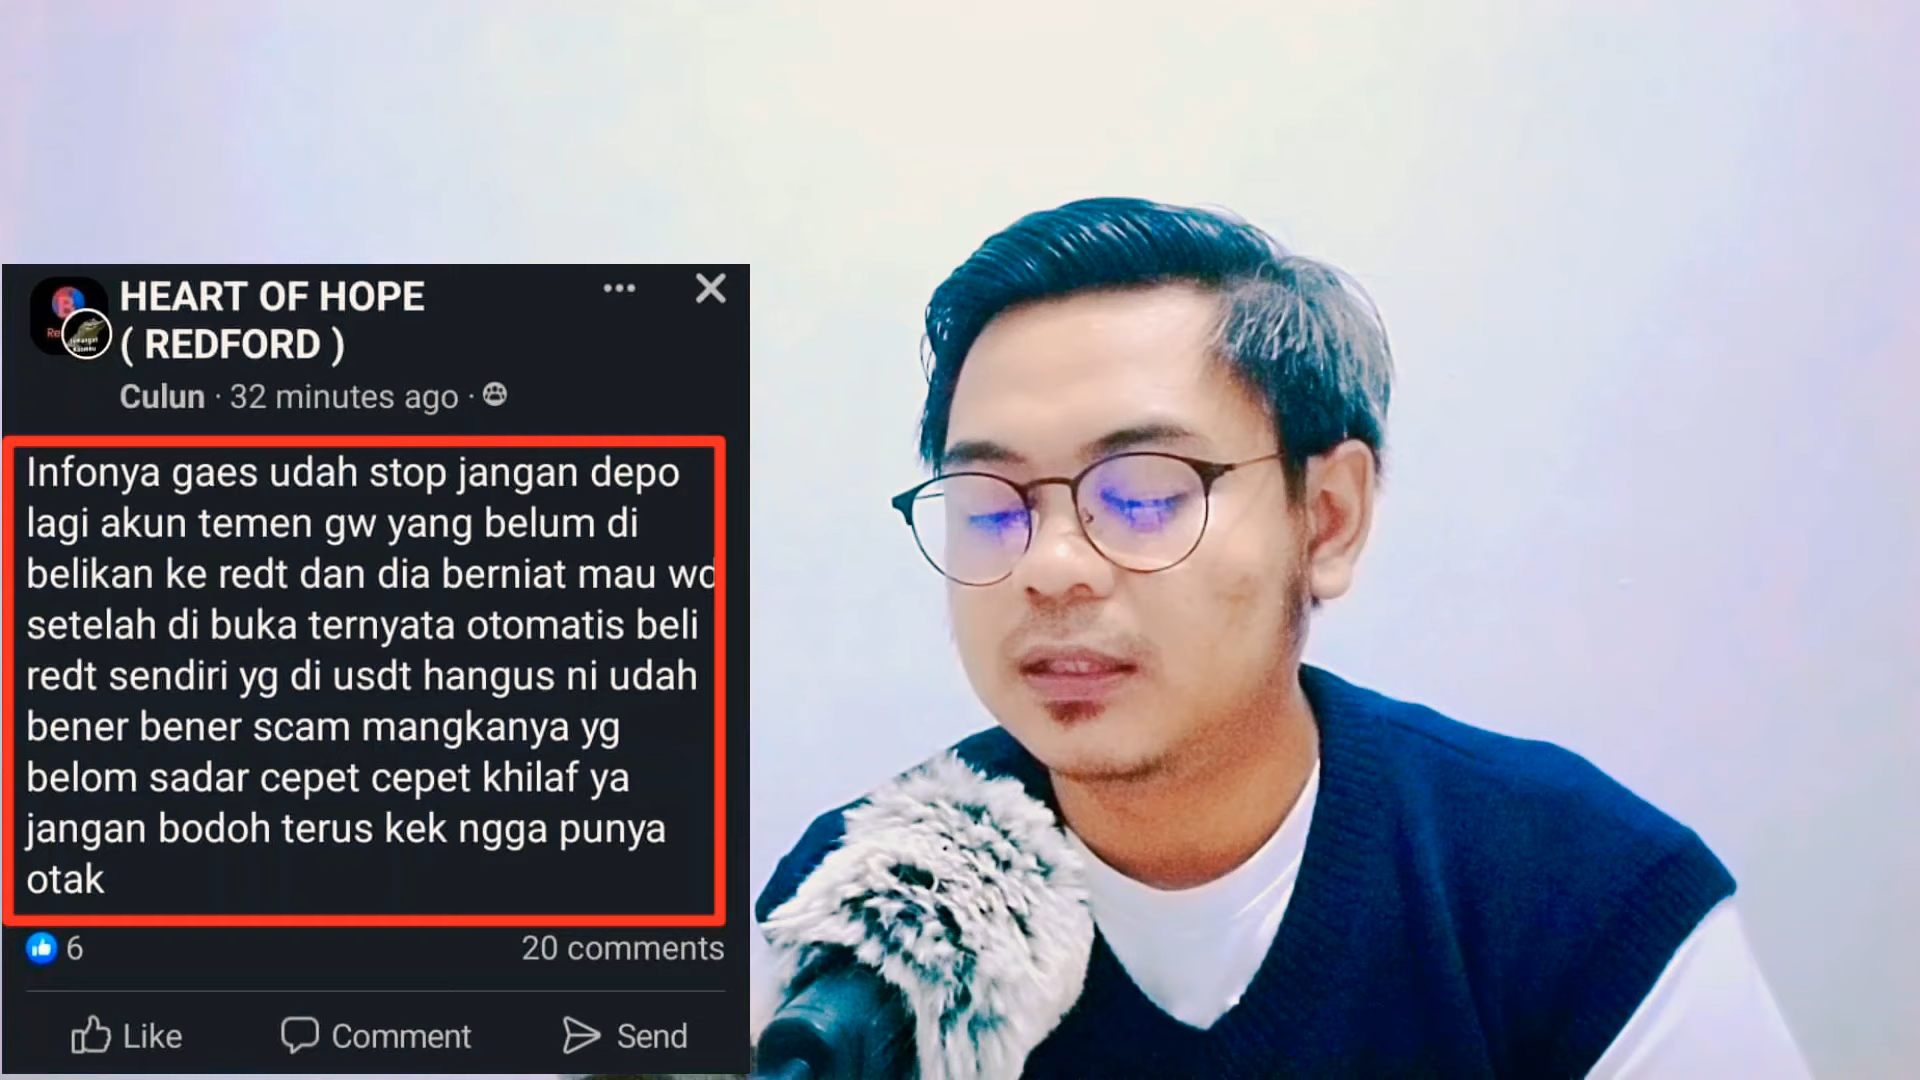 HEART OF HOPE
( REDFORD )
Culun · 32 minutes ago ·
Infonya gaes udah stop jangan depo
lagi akun temen gw yang belum di
belikan ke redt dan dia berniat mau wd
setelah di buka ternyata otomatis beli
redt sendiri yg di usdt hangus ni udah
bener bener scam mangkanya yg
belom sadar cepet cepet khilaf ya
jangan bodoh terus kek ngga punya
otak
6
20 comments
Like
Comment
Send